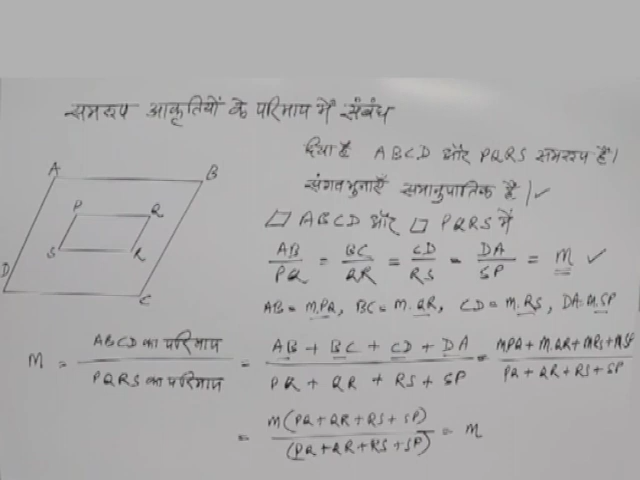 समरूप आकृतियों के परिमाप में संबंध
दिया है ABCD और PQRS समरूप हैं।
संगत भुजाएँ समानुपातिक है। ✓
▱ ABCD और ▱ PQRS में
AB/PQ = BC/QR = CD/RS = DA/SP = M ✓
AB = M.PQ, BC = M.QR, CD = M.RS, DA = M.SP
A B
P Q
S R
D C
M = ABCD का परिमाप / PQRS का परिमाप = AB + BC + CD + DA / PQ + QR + RS + SP = MPQ + M.QR + MRS + MSP / PQ + QR + RS + SP
= M(PQ + QR + RS + SP) / (PQ + QR + RS + SP) = M